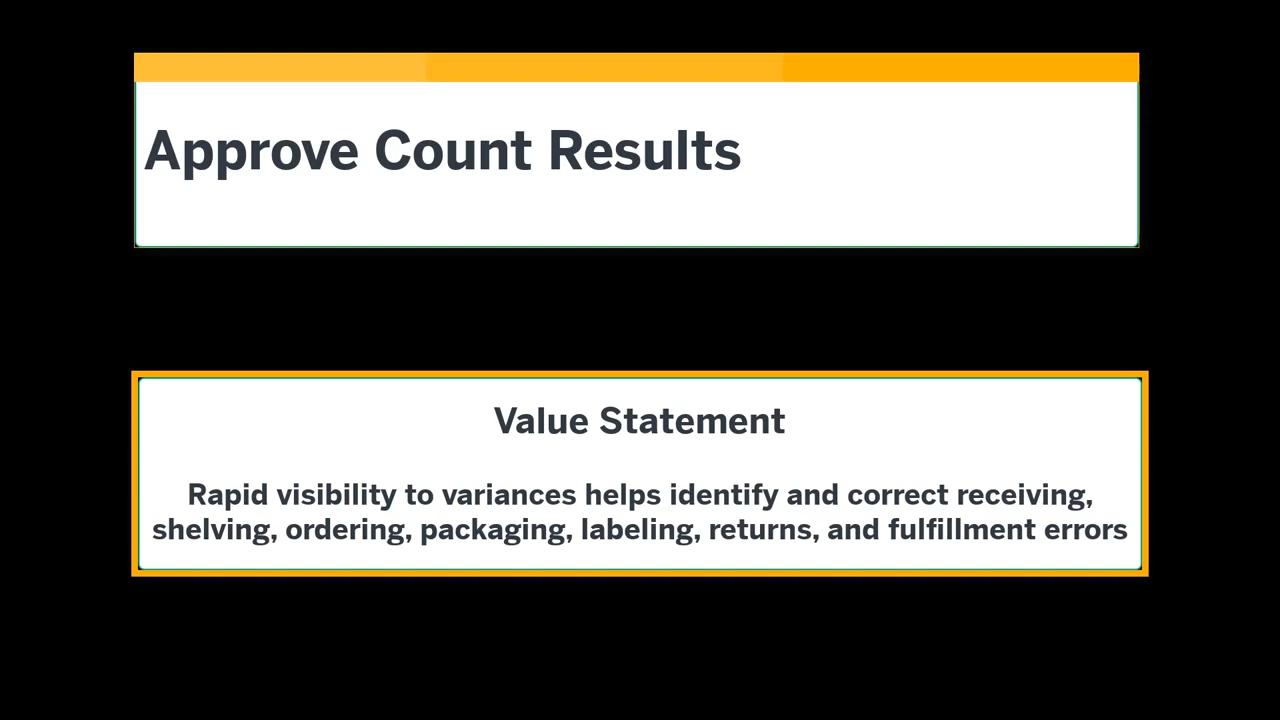 Approve Count Results
Value Statement
Rapid visibility to variances helps identify and correct receiving,
shelving, ordering, packaging, labeling, returns, and fulfillment errors